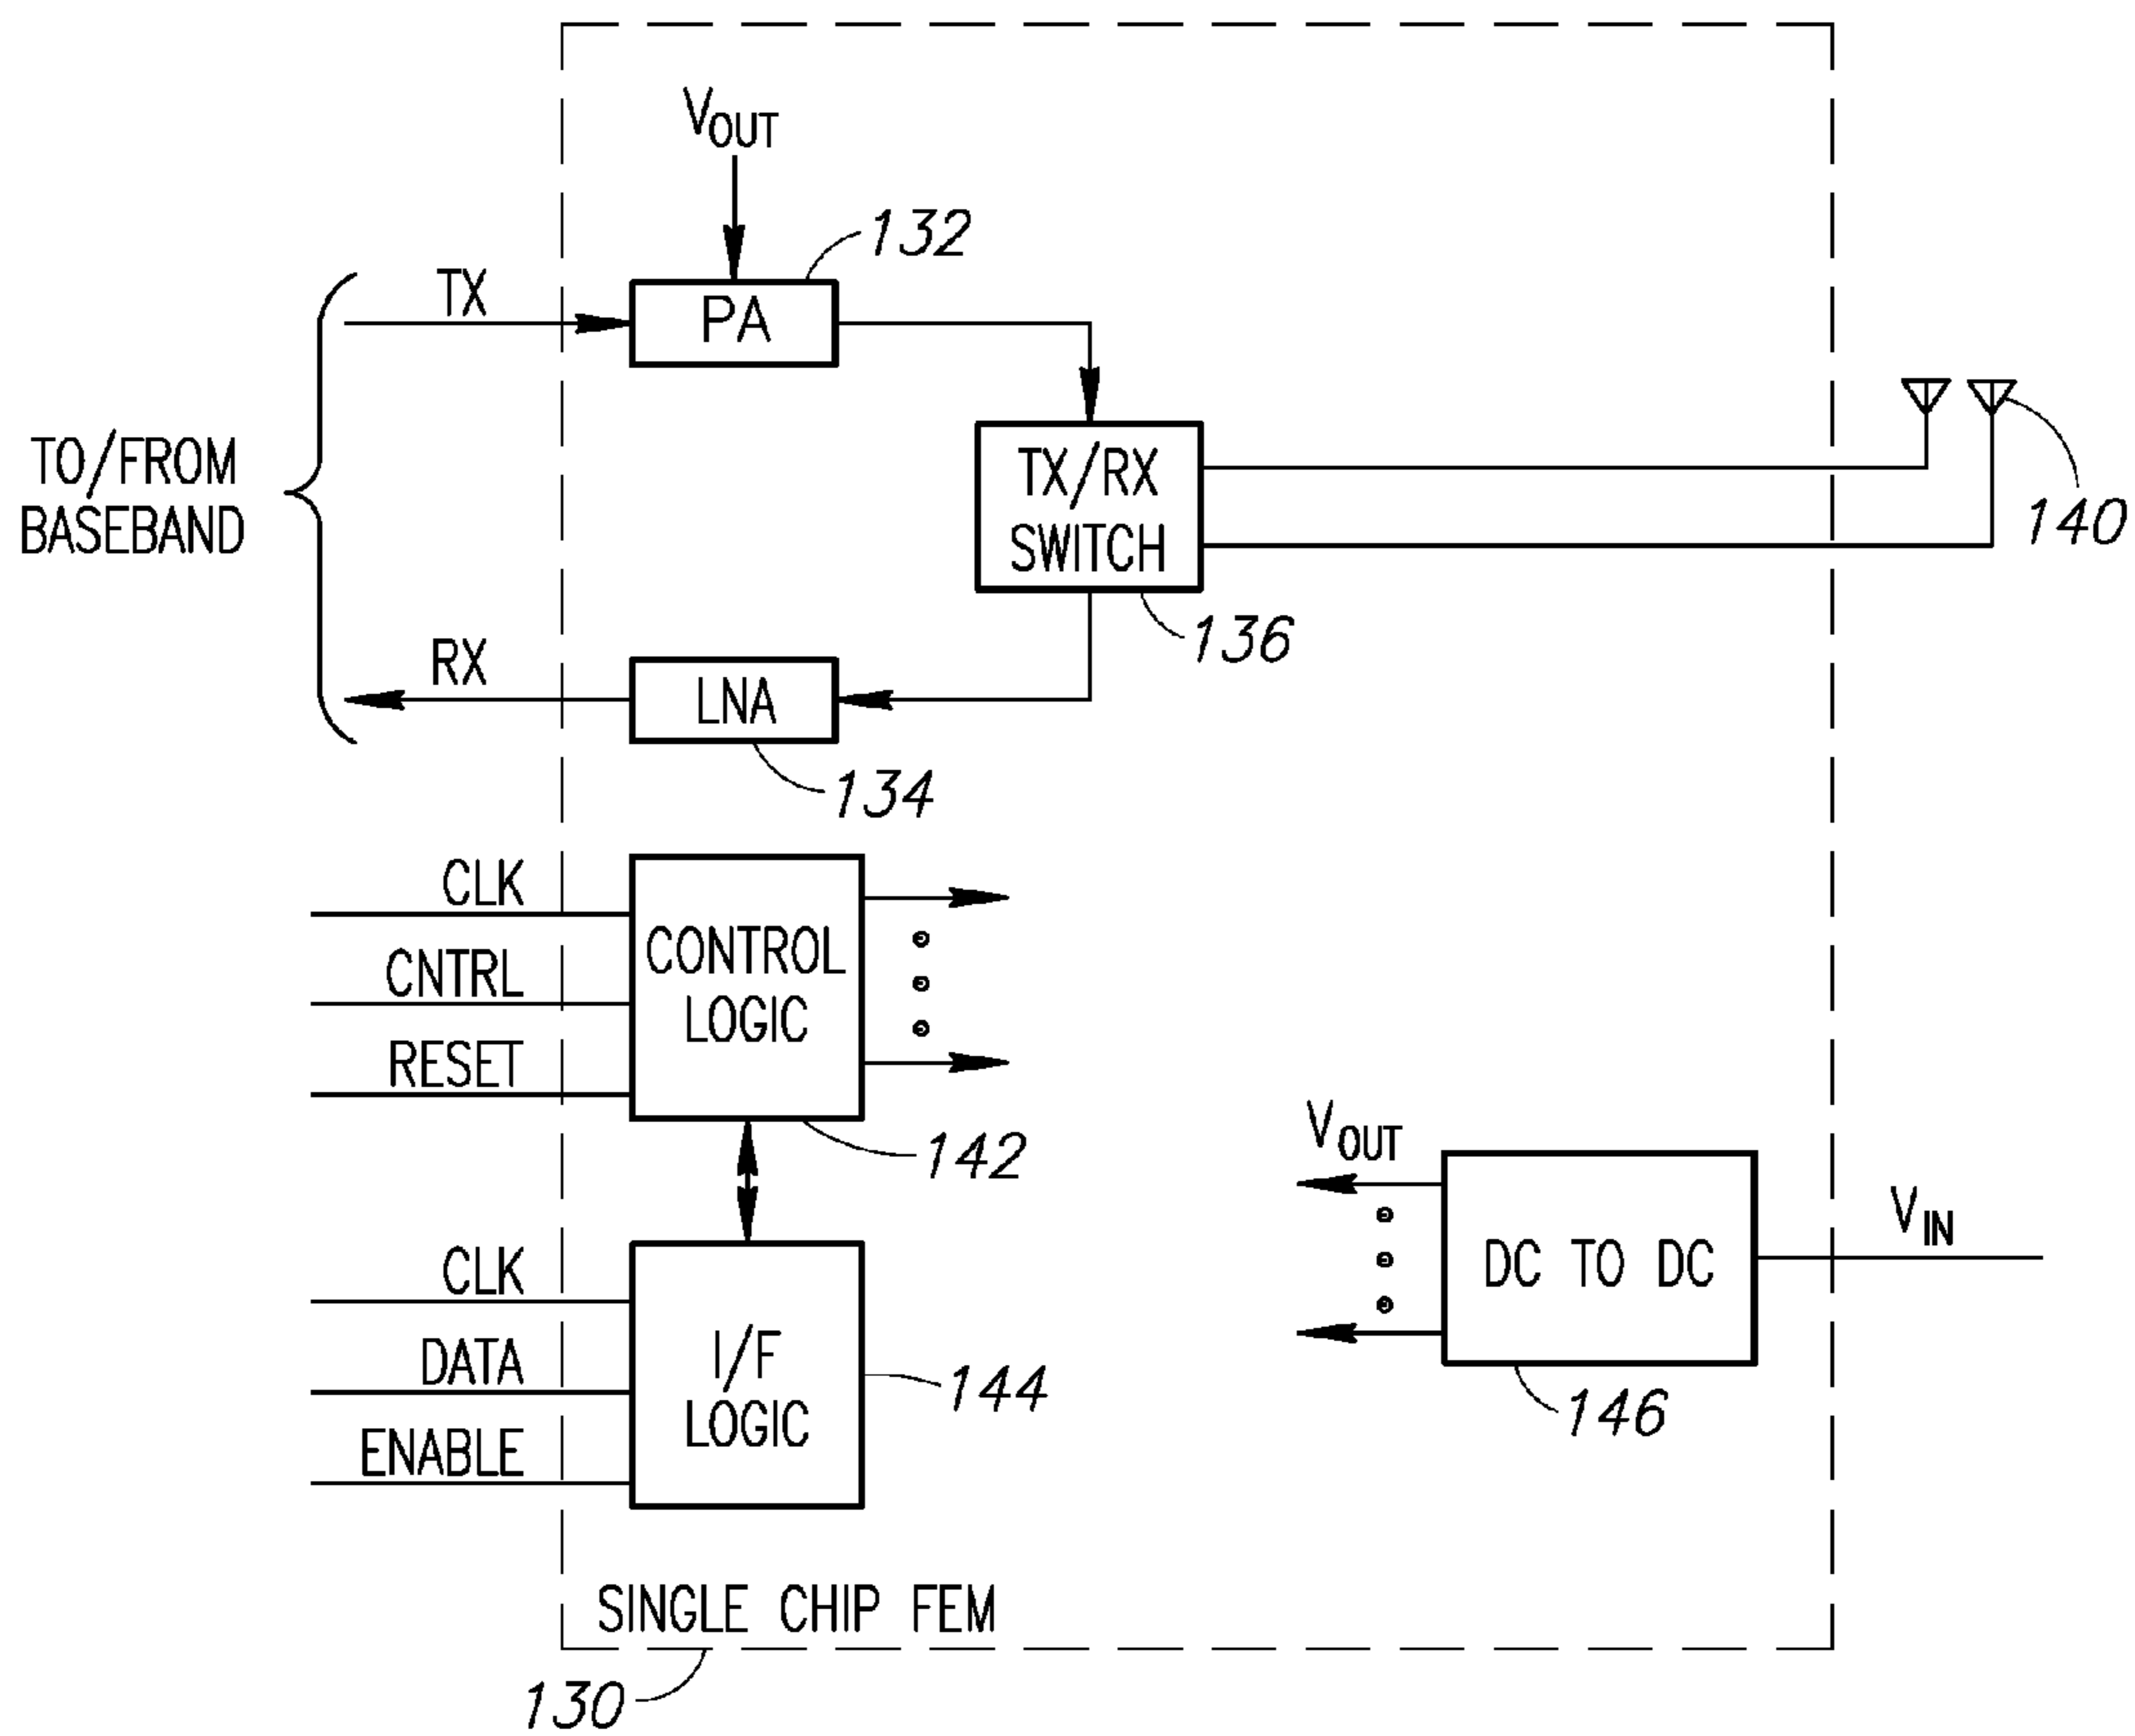 VOUT
132
TX
PA
TO/FROM
BASEBAND
TX/RX
SWITCH
140
136
RX
LNA
134
CLK
CNTRL
RESET
CONTROL
LOGIC
142
VOUT
VIN
DC TO DC
146
CLK
DATA
ENABLE
I/F
LOGIC
144
SINGLE CHIP FEM
130